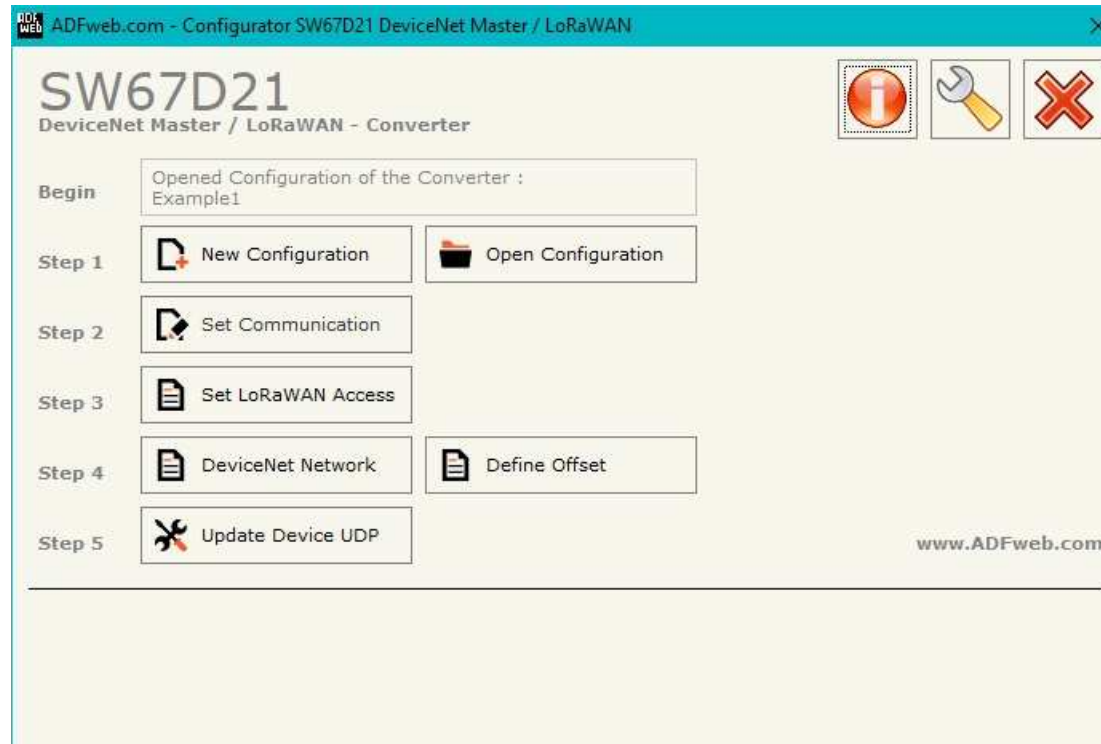 ADF
WEB
ADFweb.com - Configurator SW67D21 DeviceNet Master / LoRaWAN
SW67D21
DeviceNet Master / LoRaWAN - Converter
Begin
Opened Configuration of the Converter :
Example1
Step 1
New Configuration
Open Configuration
Step 2
Set Communication
Step 3
Set LoRaWAN Access
Step 4
DeviceNet Network
Define Offset
Step 5
Update Device UDP
www.ADFweb.com